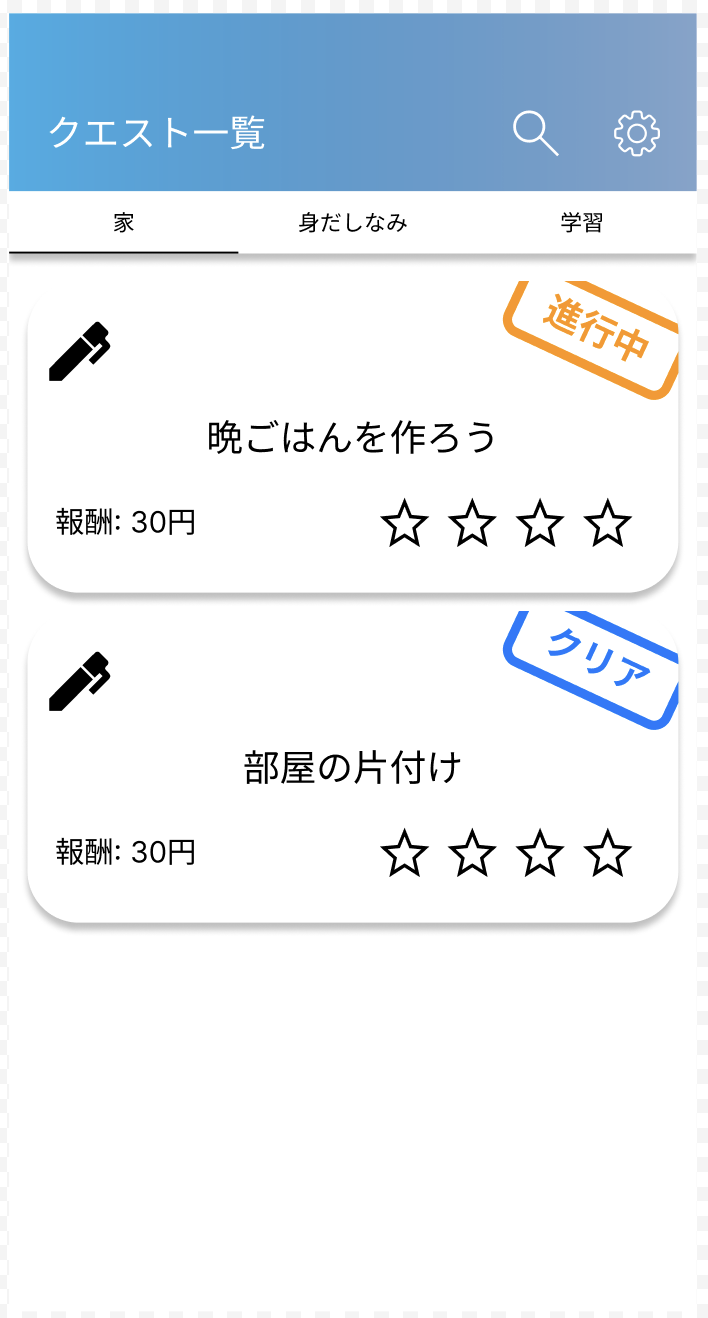 クエスト一覧
家
身だしなみ
学習
進行中
晩ごはんを作ろう
報酬: 30円
クリア
部屋の片付け
報酬: 30円